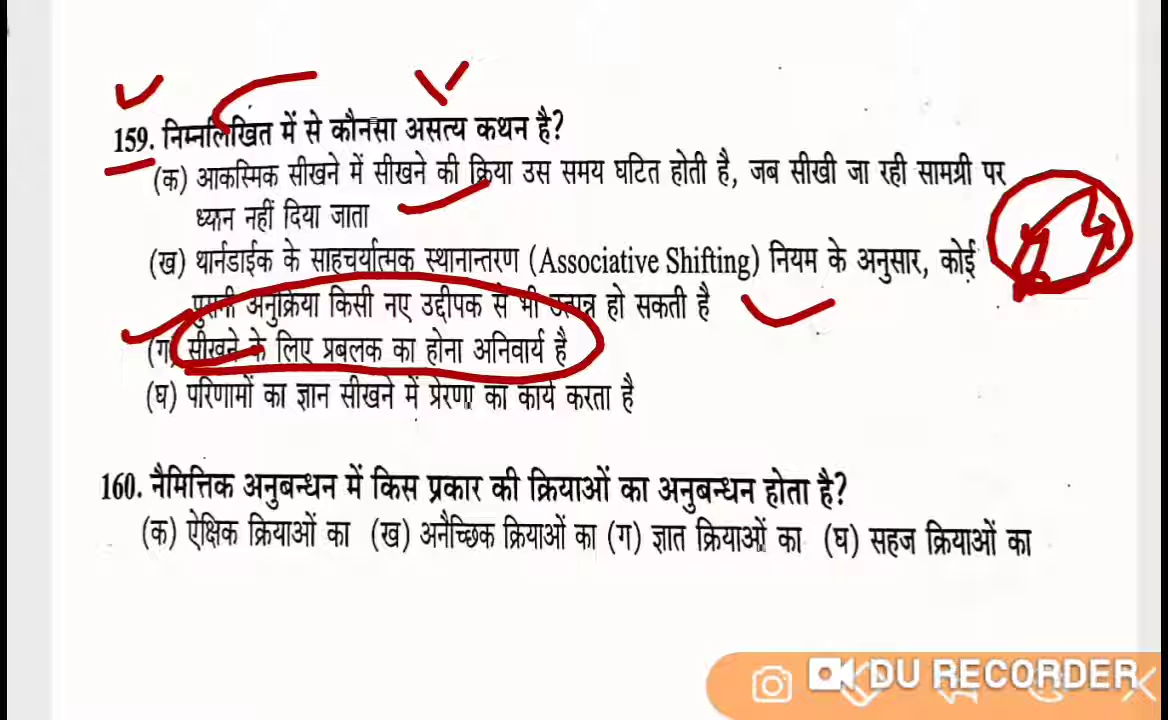 159. निम्नलिखित में से कौनसा असत्य कथन है?
(क) आकस्मिक सीखने में सीखने की क्रिया उस समय घटित होती है, जब सीखी जा रही सामग्री पर
ध्यान नहीं दिया जाता
(ख) थार्नडाईक के साहचर्यात्मक स्थानान्तरण (Associative Shifting) नियम के अनुसार, कोई
पुरानी अनुक्रिया किसी नए उद्दीपक से भी उत्पन्न हो सकती है
(ग) सीखने के लिए प्रबलक का होना अनिवार्य है
(घ) परिणामों का ज्ञान सीखने में प्रेरणा का कार्य करता है
160. नैमित्तिक अनुबन्धन में किस प्रकार की क्रियाओं का अनुबन्धन होता है?
(क) ऐक्षिक क्रियाओं का (ख) अनैच्छिक क्रियाओं का (ग) ज्ञात क्रियाओं का (घ) सहज क्रियाओं का
DU RECORDER